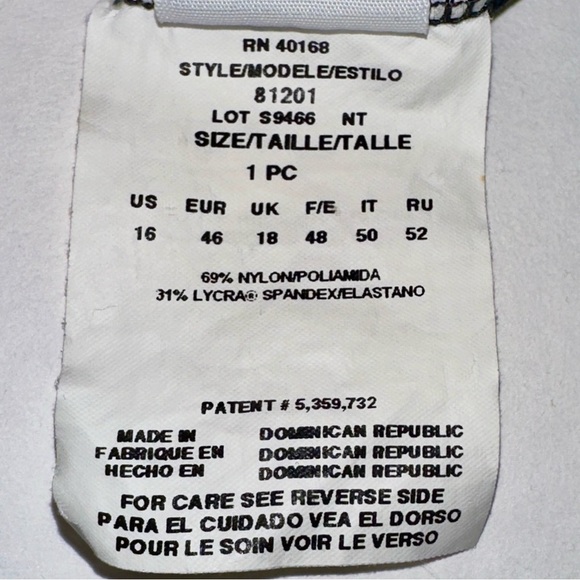 RN 40168
STYLE/MODELE/ESTILO
81201
LOT S9466 NT
SIZE/TAILLE/TALLE
1 PC
US EUR UK F/E IT RU
16 46 18 48 50 52
69% NYLON/POLIAMIDA
31% LYCRA® SPANDEX/ELASTANO
PATENT # 5,359,732
MADE IN DOMINICAN REPUBLIC
FABRIQUE EN DOMINICAN REPUBLIC
HECHO EN DOMINICAN REPUBLIC
FOR CARE SEE REVERSE SIDE
PARA EL CUIDADO VEA EL DORSO
POUR LE SOIN VOIR LE VERSO